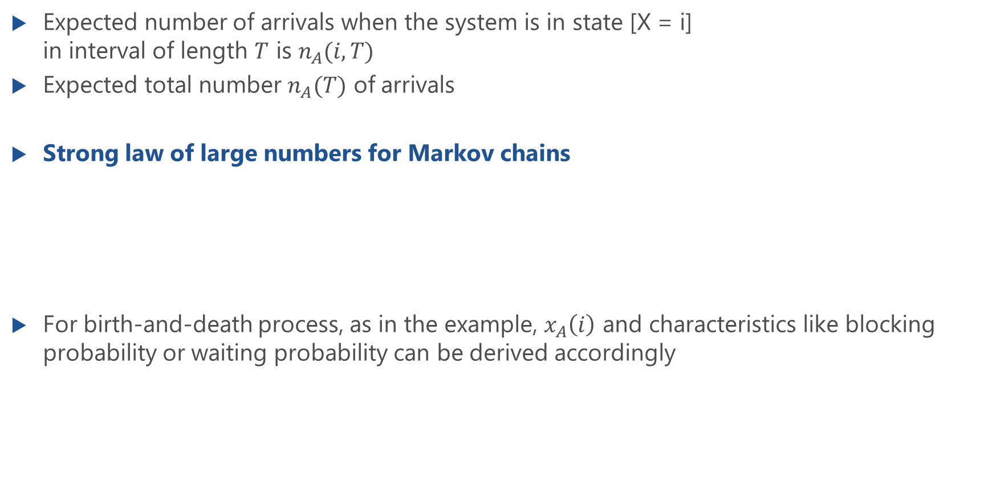 ▶ Expected number of arrivals when the system is in state [X = i]
in interval of length 𝑇 is 𝑛_𝐴(𝑖, 𝑇)
▶ Expected total number 𝑛_𝐴(𝑇) of arrivals
▶ Strong law of large numbers for Markov chains
▶ For birth-and-death process, as in the example, 𝑥_𝐴(𝑖) and characteristics like blocking
probability or waiting probability can be derived accordingly